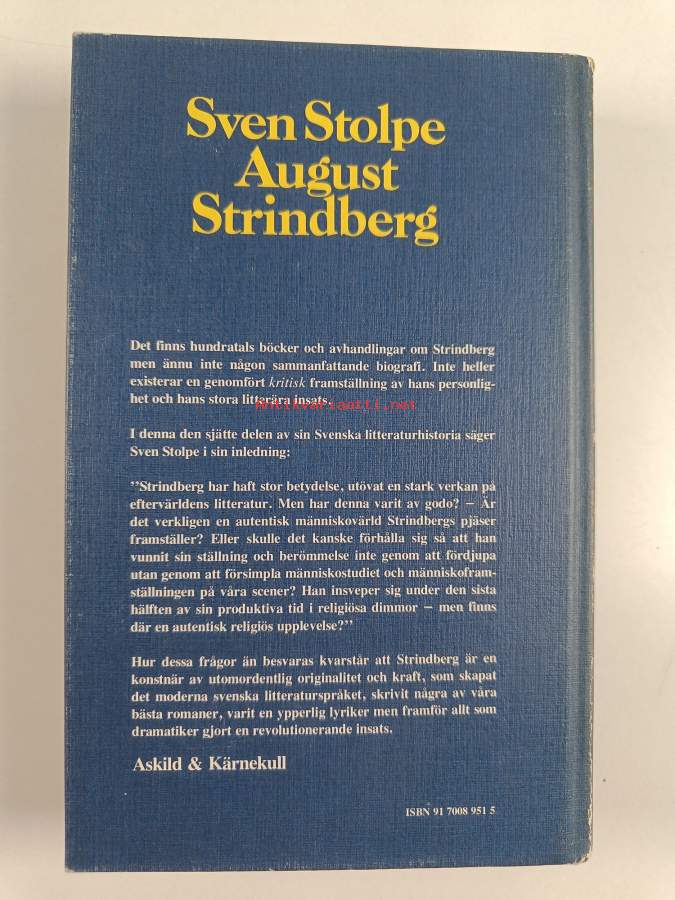 Sven Stolpe
August
Strindberg
Det finns hundratals böcker och avhandlingar om Strindberg
men ännu inte någon sammanfattande biografi. Inte heller
existerar en genomfört kritisk framställning av hans personlig-
het och hans stora litterära insats.
Antikvariaatti.net
I denna den sjätte delen av sin Svenska litteraturhistoria säger
Sven Stolpe i sin inledning:
”Strindberg har haft stor betydelse, utövat en stark verkan på
eftervärldens litteratur. Men har denna varit av godo? – Är
det verkligen en autentisk människovärld Strindbergs pjäser
framställer? Eller skulle det kanske förhålla sig så att han
vunnit sin ställning och berömmelse inte genom att fördjupa
utan genom att försimpla människostudiet och människofram-
ställningen på våra scener? Han insveper sig under den sista
hälften av sin produktiva tid i religiösa dimmor – men finns
där en autentisk religiös upplevelse?”
Hur dessa frågor än besvaras kvarstår att Strindberg är en
konstnär av utomordentlig originalitet och kraft, som skapat
det moderna svenska litteraturspråket, skrivit några av våra
bästa romaner, varit en ypperlig lyriker men framför allt som
dramatiker gjort en revolutionerande insats.
Askild & Kärnekull
ISBN 91 7008 951 5